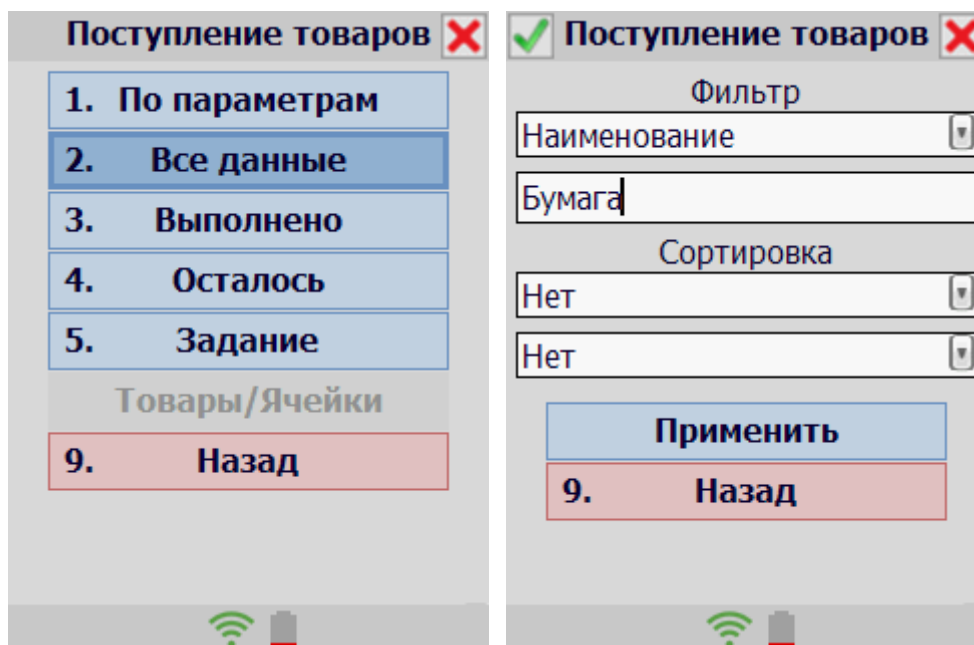 Поступление товаров
1. По параметрам
2. Все данные
3. Выполнено
4. Осталось
5. Задание
Товары/Ячейки
9. Назад
Поступление товаров
Фильтр
Наименование
Бумага
Сортировка
Нет
Нет
Применить
9. Назад